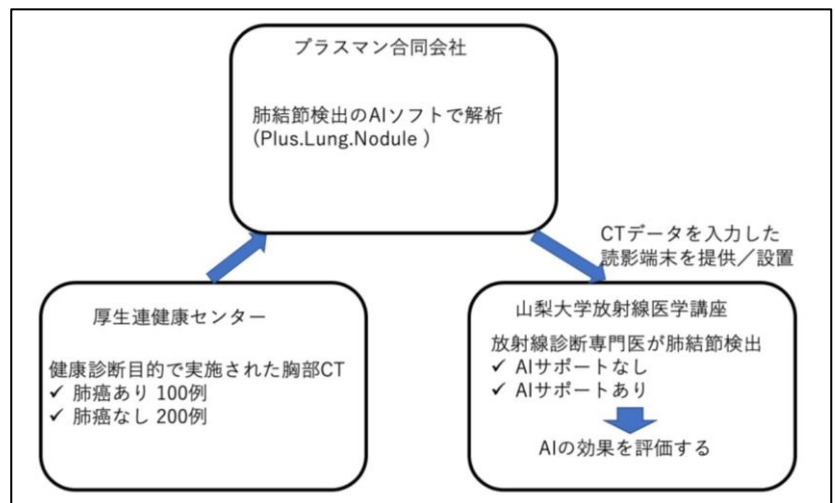 プラスマン合同会社
肺結節検出のAIソフトで解析
(Plus.Lung.Nodule )
CTデータを入力した
読影端末を提供／設置
厚生連健康センター
健康診断目的で実施された胸部CT
✓ 肺癌あり 100例
✓ 肺癌なし 200例
山梨大学放射線医学講座
放射線診断専門医が肺結節検出
✓ AIサポートなし
✓ AIサポートあり
AIの効果を評価する